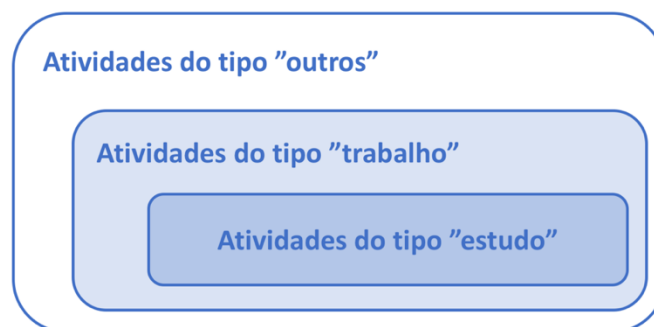 Atividades do tipo ”outros”
Atividades do tipo ”trabalho”
Atividades do tipo ”estudo”